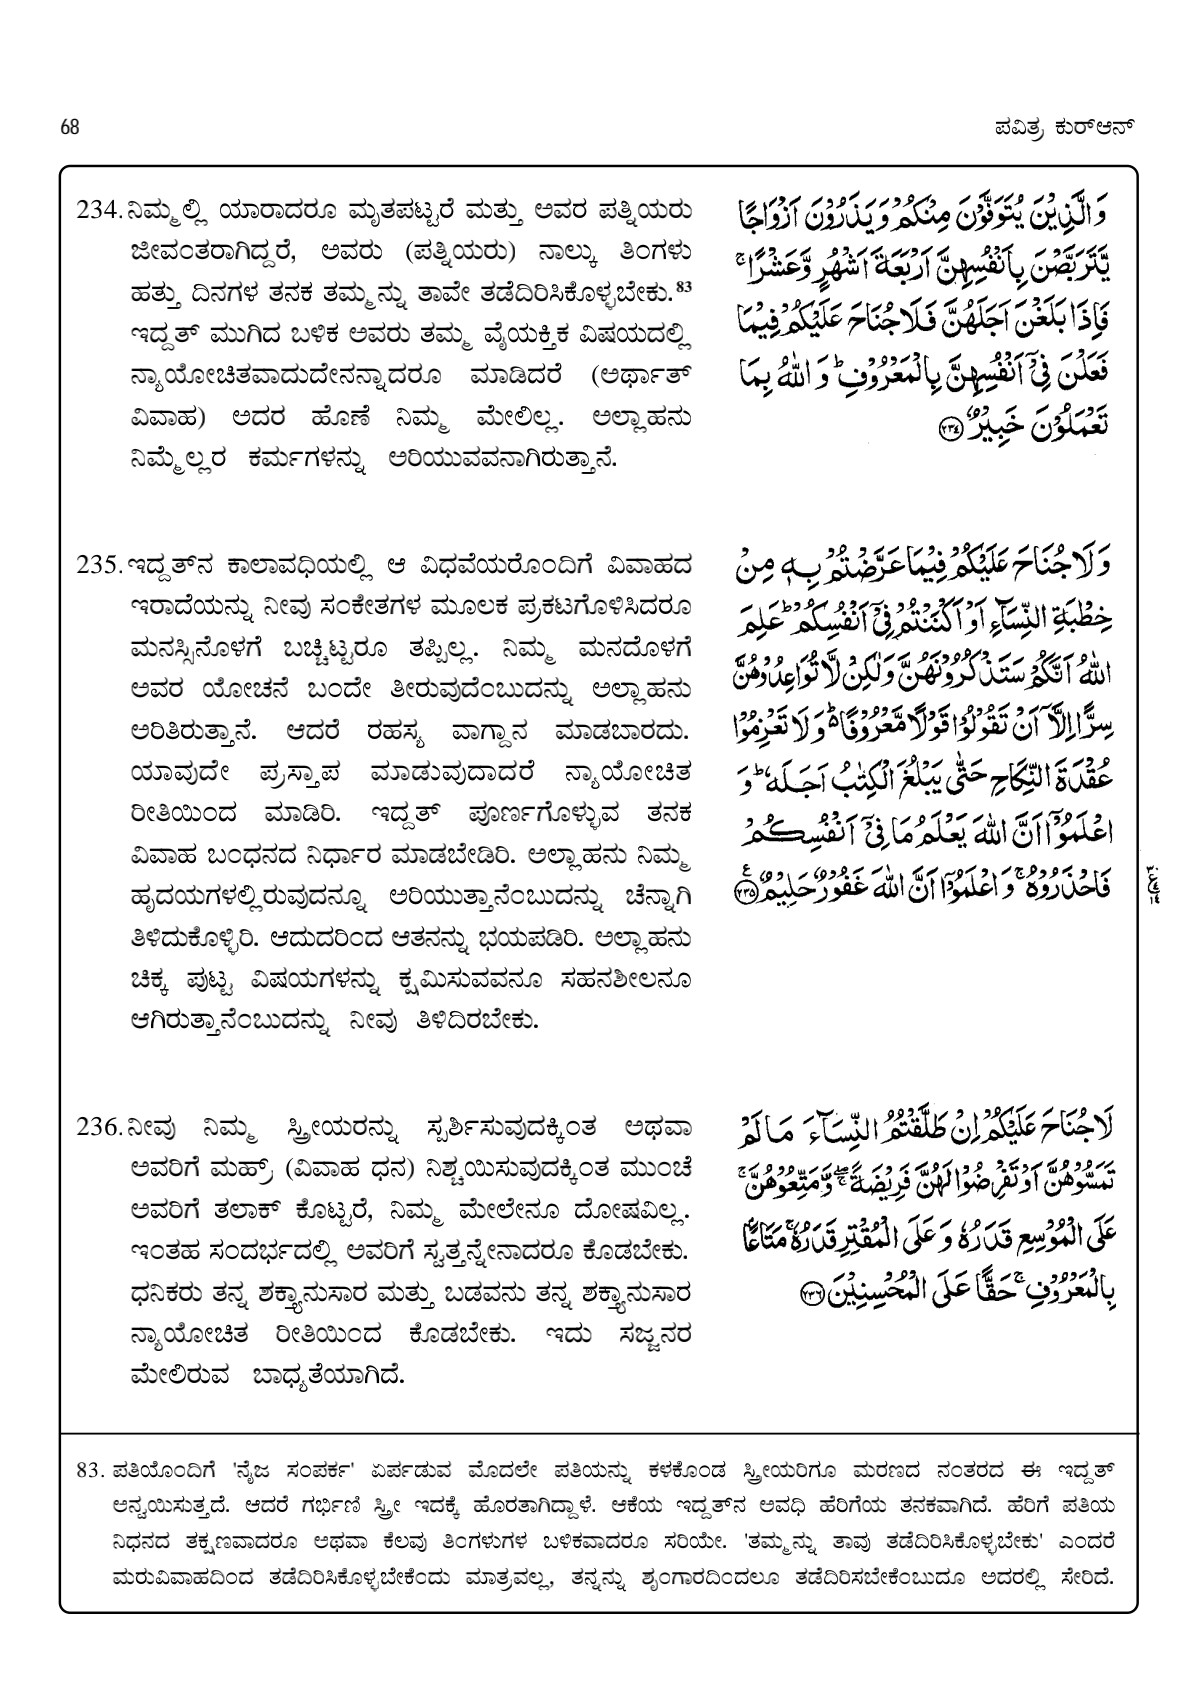 68
ಪವಿತ್ರ ಕುರ್‌ಆನ್
234. ನಿಮ್ಮಲ್ಲಿ ಯಾರಾದರೂ ಮೃತಪಟ್ಟರೆ ಮತ್ತು ಅವರ ಪತ್ನಿಯರು
ಜೀವಂತರಾಗಿದ್ದರೆ, ಅವರು (ಪತ್ನಿಯರು) ನಾಲ್ಕು ತಿಂಗಳು
ಹತ್ತು ದಿನಗಳ ತನಕ ತಮ್ಮನ್ನು ತಾವೇ ತಡೆದಿರಿಸಿಕೊಳ್ಳಬೇಕು.83
ಇದ್ದತ್ ಮುಗಿದ ಬಳಿಕ ಅವರು ತಮ್ಮ ವೈಯಕ್ತಿಕ ವಿಷಯದಲ್ಲಿ
ನ್ಯಾಯೋಚಿತವಾದುದೇನನ್ನಾದರೂ ಮಾಡಿದರೆ (ಅರ್ಥಾತ್
ವಿವಾಹ) ಅದರ ಹೊಣೆ ನಿಮ್ಮ ಮೇಲಿಲ್ಲ. ಅಲ್ಲಾಹನು
ನಿಮ್ಮೆಲ್ಲರ ಕರ್ಮಗಳನ್ನು ಅರಿಯುವವನಾಗಿರುತ್ತಾನೆ.
وَالَّذِيْنَ يُتَوَفَّوْنَ مِنْكُمْ وَيَذَرُوْنَ اَزْوَاجًا
يَّتَرَبَّصْنَ بِاَنْفُسِهِنَّ اَرْبَعَةَ اَشْهُرٍ وَّعَشْرًا ۚ
فَاِذَا بَلَغْنَ اَجَلَهُنَّ فَلَا جُنَاحَ عَلَيْكُمْ فِيْمَا
فَعَلْنَ فِىْٓ اَنْفُسِهِنَّ بِالْمَعْرُوْفِ ؕ وَاللّٰهُ بِمَا
تَعْمَلُوْنَ خَبِيْرٌ ﴿۲۳۴﴾
235. ಇದ್ದತ್‌ನ ಕಾಲಾವಧಿಯಲ್ಲಿ ಆ ವಿಧವೆಯರೊಂದಿಗೆ ವಿವಾಹದ
ಇರಾದೆಯನ್ನು ನೀವು ಸಂಕೇತಗಳ ಮೂಲಕ ಪ್ರಕಟಗೊಳಿಸಿದರೂ
ಮನಸ್ಸಿನೊಳಗೆ ಬಚ್ಚಿಟ್ಟರೂ ತಪ್ಪಿಲ್ಲ. ನಿಮ್ಮ ಮನದೊಳಗೆ
ಅವರ ಯೋಚನೆ ಬಂದೇ ತೀರುವುದೆಂಬುದನ್ನು ಅಲ್ಲಾಹನು
ಅರಿತಿರುತ್ತಾನೆ. ಆದರೆ ರಹಸ್ಯ ವಾಗ್ದಾನ ಮಾಡಬಾರದು.
ಯಾವುದೇ ಪ್ರಸ್ತಾಪ ಮಾಡುವುದಾದರೆ ನ್ಯಾಯೋಚಿತ
ರೀತಿಯಿಂದ ಮಾಡಿರಿ. ಇದ್ದತ್ ಪೂರ್ಣಗೊಳ್ಳುವ ತನಕ
ವಿವಾಹ ಬಂಧನದ ನಿರ್ಧಾರ ಮಾಡಬೇಡಿರಿ. ಅಲ್ಲಾಹನು ನಿಮ್ಮ
ಹೃದಯಗಳಲ್ಲಿರುವುದನ್ನೂ ಅರಿಯುತ್ತಾನೆಂಬುದನ್ನು ಚೆನ್ನಾಗಿ
ತಿಳಿದುಕೊಳ್ಳಿರಿ. ಆದುದರಿಂದ ಆತನನ್ನು ಭಯಪಡಿರಿ. ಅಲ್ಲಾಹನು
ಚಿಕ್ಕ ಪುಟ್ಟ ವಿಷಯಗಳನ್ನು ಕ್ಷಮಿಸುವವನೂ ಸಹನಶೀಲನೂ
ಆಗಿರುತ್ತಾನೆಂಬುದನ್ನು ನೀವು ತಿಳಿದಿರಬೇಕು.
وَلَا جُنَاحَ عَلَيْكُمْ فِيْمَا عَرَّضْتُمْ بِهٖ مِنْ
خِطْبَةِ النِّسَآءِ اَوْ اَكْنَنْتُمْ فِىْٓ اَنْفُسِكُمْ ؕ عَلِمَ
اللّٰهُ اَنَّكُمْ سَتَذْكُرُوْنَهُنَّ وَلٰكِنْ لَّا تُوَاعِدُوْهُنَّ
سِرًّا اِلَّآ اَنْ تَقُوْلُوْا قَوْلًا مَّعْرُوْفًا ؕ وَلَا تَعْزِمُوْا
عُقْدَةَ النِّكَاحِ حَتّٰى يَبْلُغَ الْكِتٰبُ اَجَلَهٗ ؕ وَ
اعْلَمُوْٓا اَنَّ اللّٰهَ يَعْلَمُ مَا فِىْٓ اَنْفُسِكُمْ
فَاحْذَرُوْهُ ۚ وَاعْلَمُوْٓا اَنَّ اللّٰهَ غَفُوْرٌ حَلِيْمٌ ﴿۲۳۵﴾
236. ನೀವು ನಿಮ್ಮ ಸ್ತ್ರೀಯರನ್ನು ಸ್ಪರ್ಶಿಸುವುದಕ್ಕಿಂತ ಅಥವಾ
ಅವರಿಗೆ ಮಹ್ರ್ (ವಿವಾಹ ಧನ) ನಿಶ್ಚಯಿಸುವುದಕ್ಕಿಂತ ಮುಂಚೆ
ಅವರಿಗೆ ತಲಾಕ್ ಕೊಟ್ಟರೆ, ನಿಮ್ಮ ಮೇಲೇನೂ ದೋಷವಿಲ್ಲ.
ಇಂತಹ ಸಂದರ್ಭದಲ್ಲಿ ಅವರಿಗೆ ಸ್ವತ್ತನ್ನೇನಾದರೂ ಕೊಡಬೇಕು.
ಧನಿಕರು ತನ್ನ ಶಕ್ತ್ಯಾನುಸಾರ ಮತ್ತು ಬಡವನು ತನ್ನ ಶಕ್ತ್ಯಾನುಸಾರ
ನ್ಯಾಯೋಚಿತ ರೀತಿಯಿಂದ ಕೊಡಬೇಕು. ಇದು ಸಜ್ಜನರ
ಮೇಲಿರುವ ಬಾಧ್ಯತೆಯಾಗಿದೆ.
لَا جُنَاحَ عَلَيْكُمْ اِنْ طَلَّقْتُمُ النِّسَآءَ مَا لَمْ
تَمَسُّوْهُنَّ اَوْ تَفْرِضُوْا لَهُنَّ فَرِيْضَةً ۖۚ وَّمَتِّعُوْهُنَّ ۚ
عَلَى الْمُوْسِعِ قَدَرُهٗ وَعَلَى الْمُقْتِرِ قَدَرُهٗ ۚ مَتَاعًۢا
بِالْمَعْرُوْفِ ۚ حَقًّا عَلَى الْمُحْسِنِيْنَ ﴿۲۳۶﴾
83. ಪತಿಯೊಂದಿಗೆ 'ನೈಜ ಸಂಪರ್ಕ' ಏರ್ಪಡುವ ಮೊದಲೇ ಪತಿಯನ್ನು ಕಳಕೊಂಡ ಸ್ತ್ರೀಯರಿಗೂ ಮರಣದ ನಂತರದ ಈ ಇದ್ದತ್
ಅನ್ವಯಿಸುತ್ತದೆ. ಆದರೆ ಗರ್ಭಿಣಿ ಸ್ತ್ರೀ ಇದಕ್ಕೆ ಹೊರತಾಗಿದ್ದಾಳೆ. ಆಕೆಯ ಇದ್ದತ್‌ನ ಅವಧಿ ಹೆರಿಗೆಯ ತನಕವಾಗಿದೆ. ಹೆರಿಗೆ ಪತಿಯ
ನಿಧನದ ತಕ್ಷಣವಾದರೂ ಅಥವಾ ಕೆಲವು ತಿಂಗಳುಗಳ ಬಳಿಕವಾದರೂ ಸರಿಯೇ. 'ತಮ್ಮನ್ನು ತಾವು ತಡೆದಿರಿಸಿಕೊಳ್ಳಬೇಕು' ಎಂದರೆ
ಮರುವಿವಾಹದಿಂದ ತಡೆದಿರಿಸಿಕೊಳ್ಳಬೇಕೆಂದು ಮಾತ್ರವಲ್ಲ, ತನ್ನನ್ನು ಶೃಂಗಾರದಿಂದಲೂ ತಡೆದಿರಿಸಬೇಕೆಂಬುದೂ ಅದರಲ್ಲಿ ಸೇರಿದೆ.